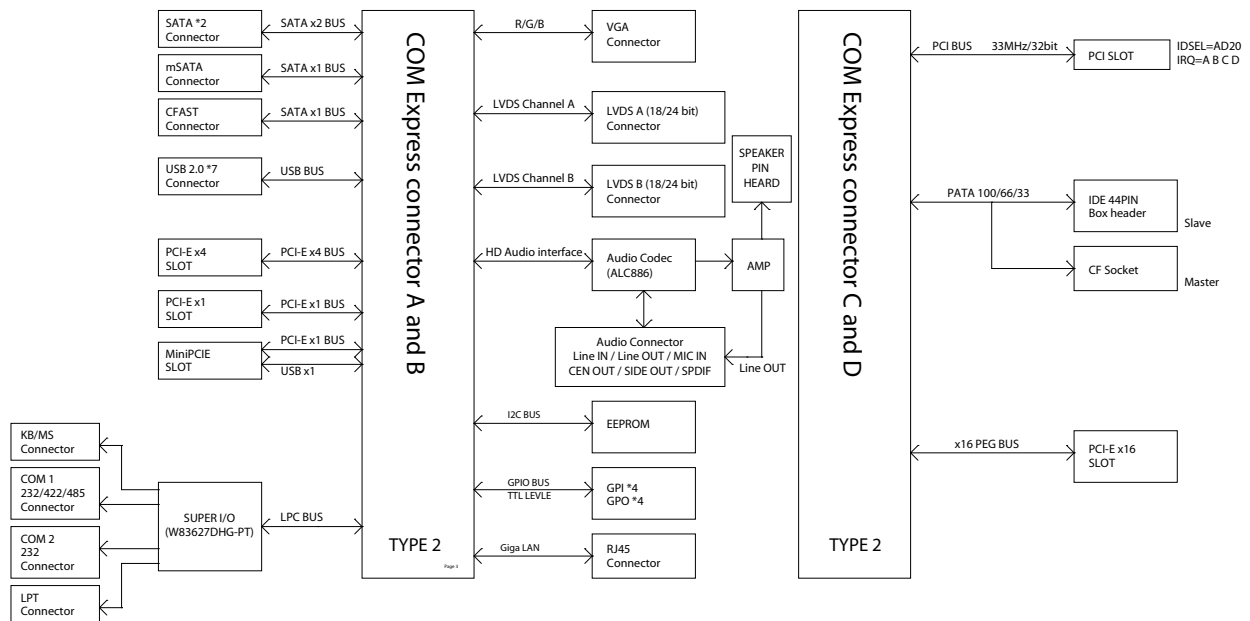 SATA *2
Connector
SATA x2 BUS
mSATA
Connector
SATA x1 BUS
CFAST
Connector
SATA x1 BUS
USB 2.0 *7
Connector
USB BUS
PCI-E x4
SLOT
PCI-E x4 BUS
PCI-E x1
SLOT
PCI-E x1 BUS
MiniPCIE
SLOT
PCI-E x1 BUS
USB x1
KB/MS
Connector
COM 1
232/422/485
Connector
COM 2
232
Connector
LPT
Connector
SUPER I/O
(W83627DHG-PT)
LPC BUS
COM Express connector A and B
TYPE 2
Page 3
R/G/B
VGA
Connector
LVDS Channel A
LVDS A (18/24 bit)
Connector
LVDS Channel B
LVDS B (18/24 bit)
Connector
SPEAKER
PIN
HEARD
HD Audio interface
Audio Codec
(ALC886)
AMP
Audio Connector
Line IN / Line OUT / MIC IN
CEN OUT / SIDE OUT / SPDIF
Line OUT
I2C BUS
EEPROM
GPIO BUS
TTL LEVLE
GPI *4
GPO *4
Giga LAN
RJ45
Connector
COM Express connector C and D
TYPE 2
PCI BUS 33MHz/32bit
PCI SLOT
IDSEL=AD20
IRQ=A B C D
PATA 100/66/33
IDE 44PIN
Box header
Slave
CF Socket
Master
x16 PEG BUS
PCI-E x16
SLOT